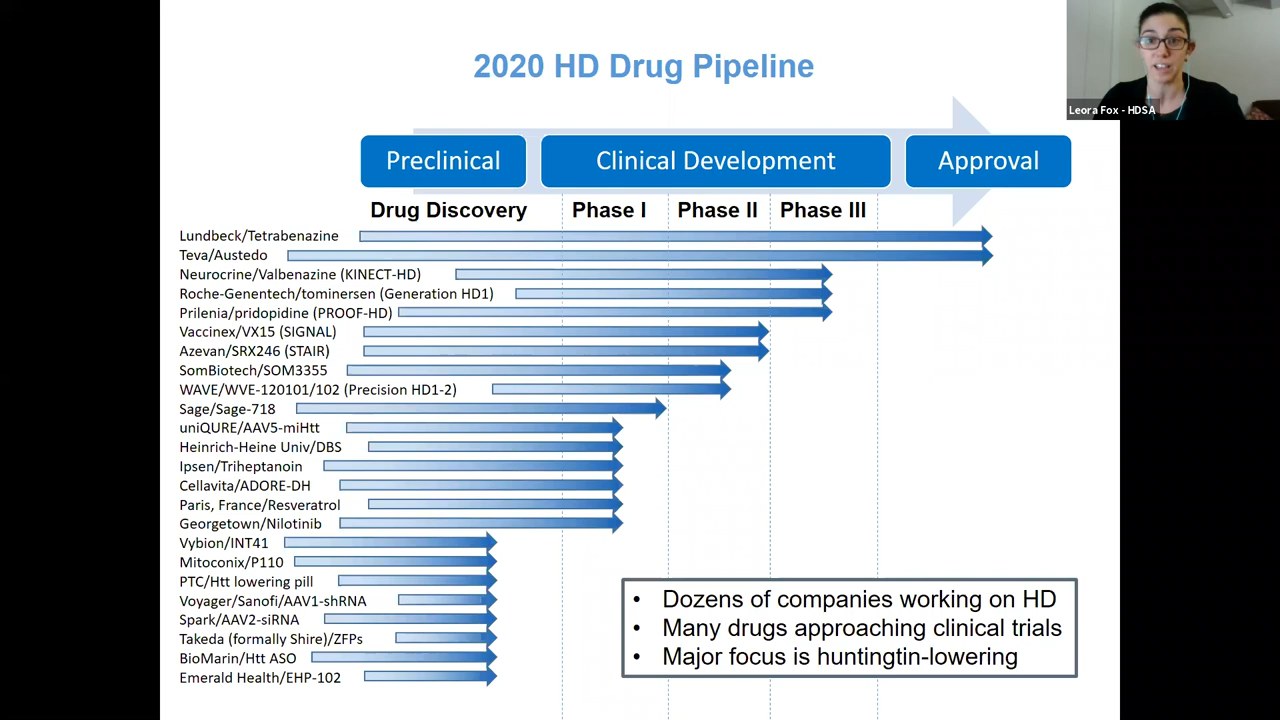 2020 HD Drug Pipeline
Leora Fox - HDSA
Preclinical
Clinical Development
Approval
Drug Discovery
Phase I
Phase II
Phase III
Lundbeck/Tetrabenazine
Teva/Austedo
Neurocrine/Valbenazine (KINECT-HD)
Roche-Genentech/tominersen (Generation HD1)
Prilenia/pridopidine (PROOF-HD)
Vaccinex/VX15 (SIGNAL)
Azevan/SRX246 (STAIR)
SomBiotech/SOM3355
WAVE/WVE-120101/102 (Precision HD1-2)
Sage/Sage-718
uniQURE/AAV5-miHtt
Heinrich-Heine Univ/DBS
Ipsen/Triheptanoin
Cellavita/ADORE-DH
Paris, France/Resveratrol
Georgetown/Nilotinib
Vybion/INT41
Mitoconix/P110
PTC/Htt lowering pill
Voyager/Sanofi/AAV1-shRNA
Spark/AAV2-siRNA
Takeda (formally Shire)/ZFPs
BioMarin/Htt ASO
Emerald Health/EHP-102
• Dozens of companies working on HD
• Many drugs approaching clinical trials
• Major focus is huntingtin-lowering